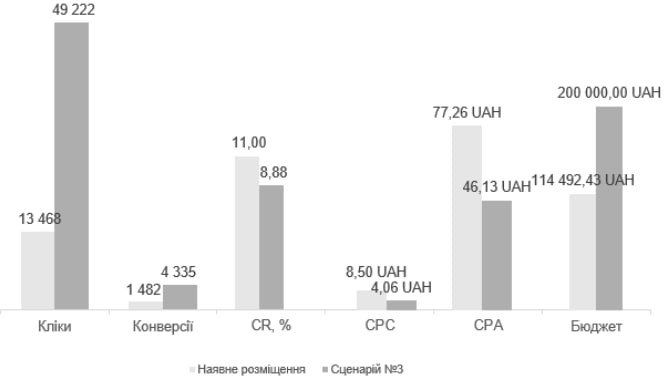 49 222
13 468
1 482
4 335
11,00
8,88
8,50 UAH
4,06 UAH
77,26 UAH
46,13 UAH
114 492,43 UAH
200 000,00 UAH
Кліки Конверсії CR, % CPC CPA Бюджет
Наявне розміщення Сценарій №3